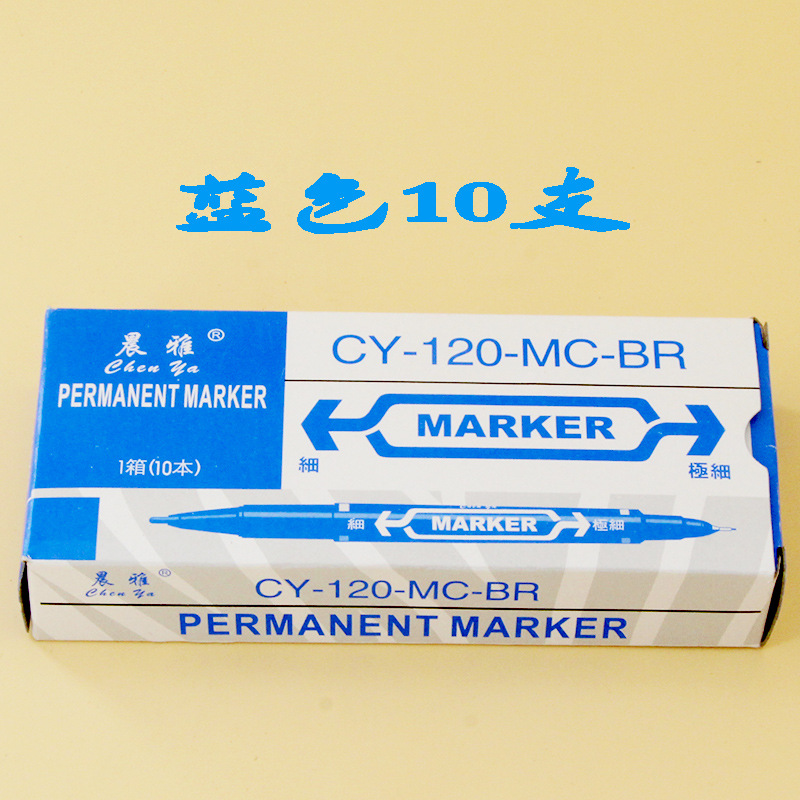 蓝色10支
晨雅®
Chen Ya
PERMANENT MARKER
1箱(10本)
CY-120-MC-BR
MARKER
細
極細
細
MARKER
極細
晨雅®
Chen Ya
CY-120-MC-BR
PERMANENT MARKER